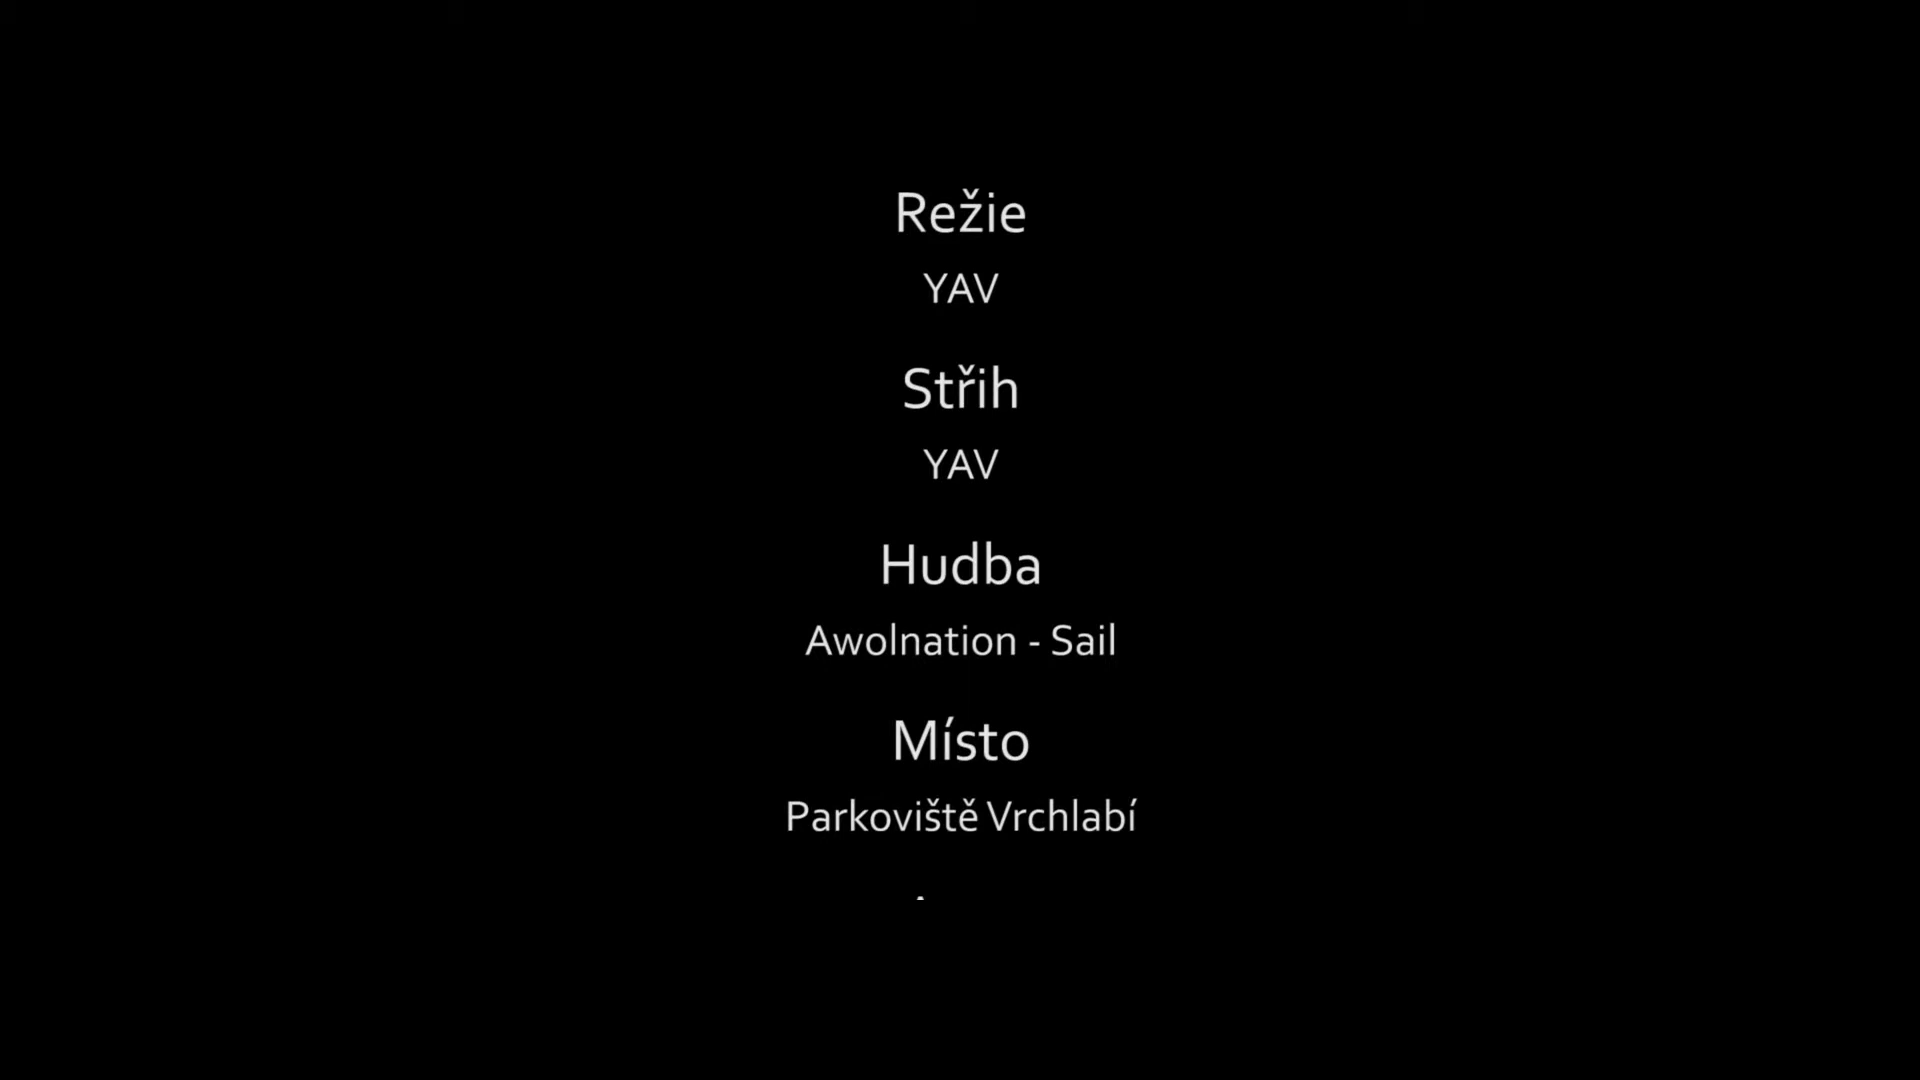 Režie
YAV
Střih
YAV
Hudba
Awolnation - Sail
Místo
Parkoviště Vrchlabí